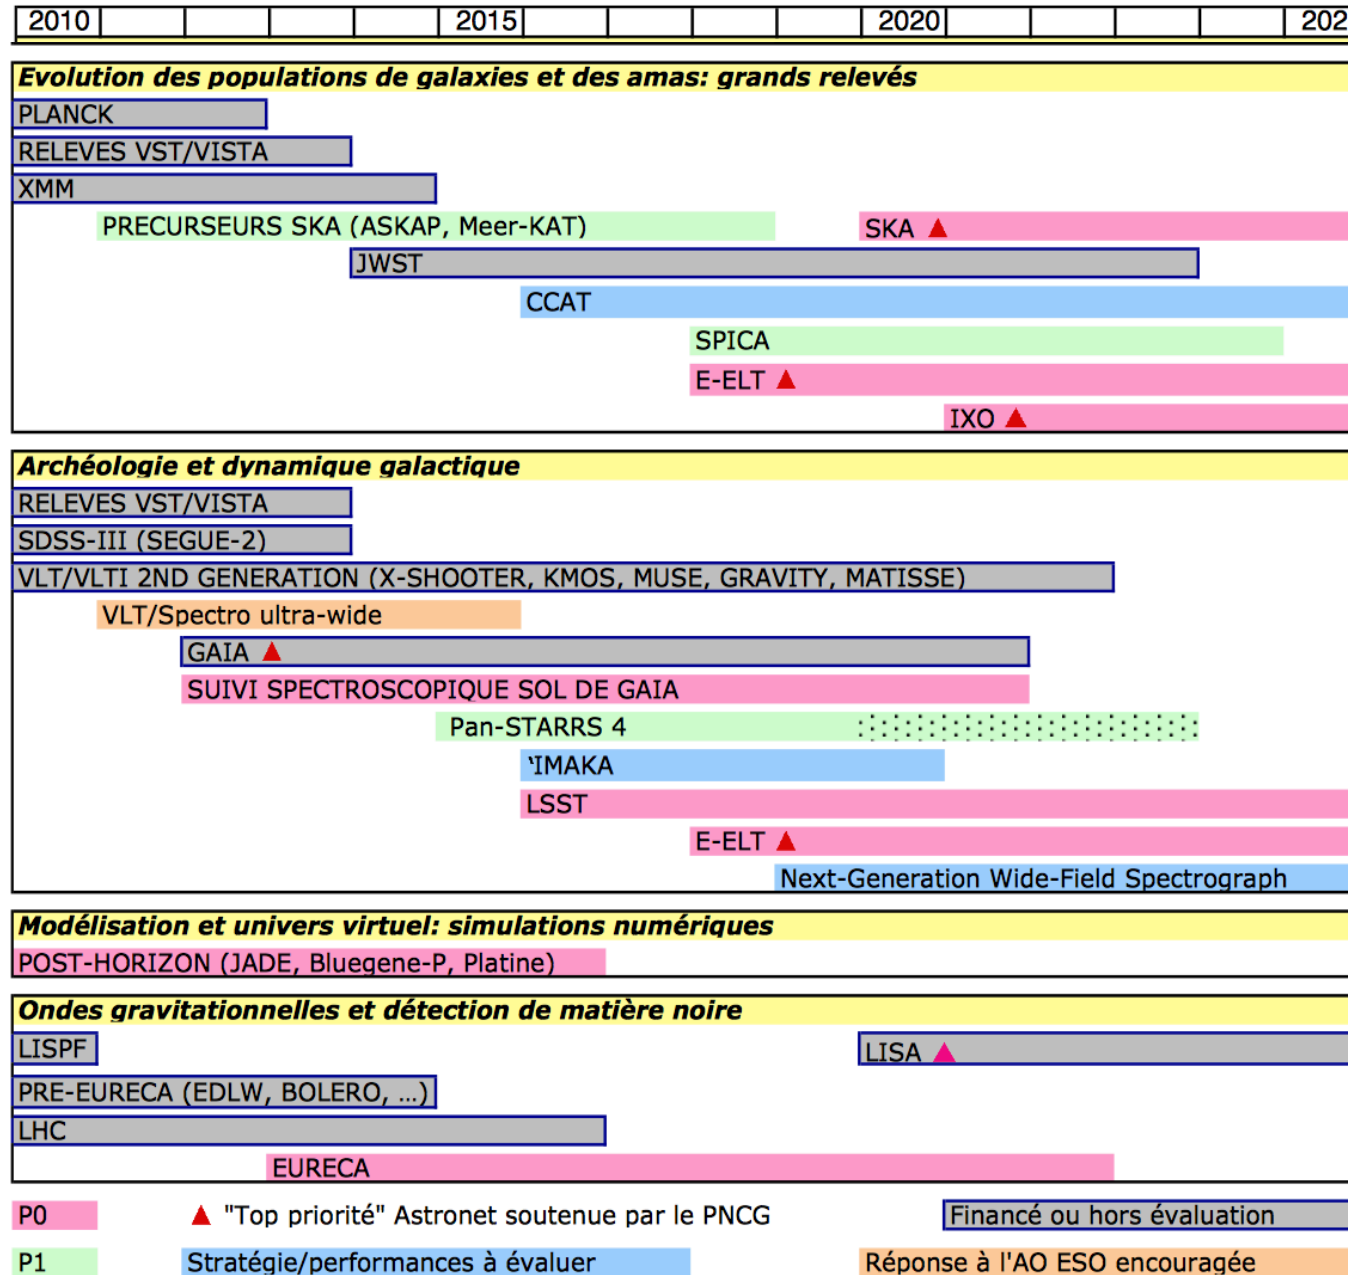 2010 2015 2020 202
Evolution des populations de galaxies et des amas: grands relevés
PLANCK
RELEVES VST/VISTA
XMM
PRECURSEURS SKA (ASKAP, Meer-KAT) SKA
JWST
CCAT
SPICA
E-ELT
IXO
Archéologie et dynamique galactique
RELEVES VST/VISTA
SDSS-III (SEGUE-2)
VLT/VLTI 2ND GENERATION (X-SHOOTER, KMOS, MUSE, GRAVITY, MATISSE)
VLT/Spectro ultra-wide
GAIA
SUIVI SPECTROSCOPIQUE SOL DE GAIA
Pan-STARRS 4
‘IMAKA
LSST
E-ELT
Next-Generation Wide-Field Spectrograph
Modélisation et univers virtuel: simulations numériques
POST-HORIZON (JADE, Bluegene-P, Platine)
Ondes gravitationnelles et détection de matière noire
LISPF LISA
PRE-EURECA (EDLW, BOLERO, ...)
LHC
EURECA
P0 "Top priorité" Astronet soutenue par le PNCG Financé ou hors évaluation
P1 Stratégie/performances à évaluer Réponse à l'AO ESO encouragée